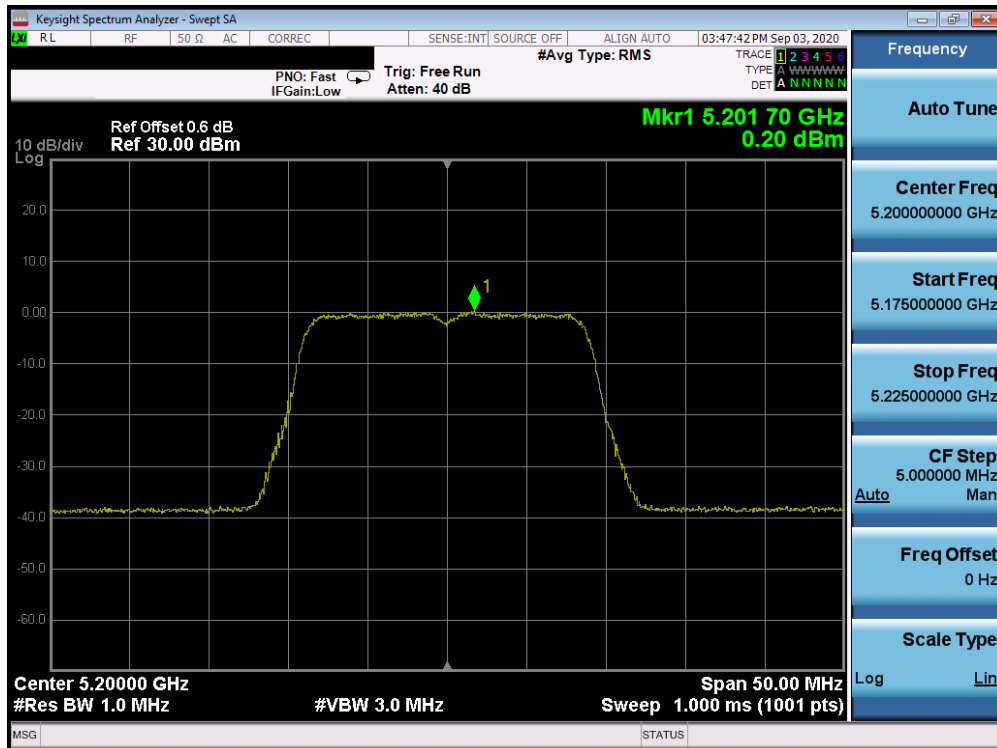 Keysight Spectrum Analyzer - Swept SA
LXI RL RF 50 Ω AC CORREC SENSE:INT SOURCE OFF ALIGN AUTO 03:47:42 PM Sep 03, 2020
#Avg Type: RMS
TRACE 1 2 3 4 5 6
PNO: Fast Trig: Free Run TYPE A WWWWW
IFGain:Low Atten: 40 dB DET A N N N N N
Mkr1 5.201 70 GHz
0.20 dBm
Ref Offset 0.6 dB
10 dB/div Ref 30.00 dBm
Log
20.0
10.0
1
0.00
-10.0
-20.0
-30.0
-40.0
-50.0
-60.0
Center 5.20000 GHz Span 50.00 MHz
#Res BW 1.0 MHz #VBW 3.0 MHz Sweep 1.000 ms (1001 pts)
MSG STATUS
Frequency
Auto Tune
Center Freq
5.200000000 GHz
Start Freq
5.175000000 GHz
Stop Freq
5.225000000 GHz
CF Step
5.000000 MHz
Auto Man
Freq Offset
0 Hz
Scale Type
Log Lin